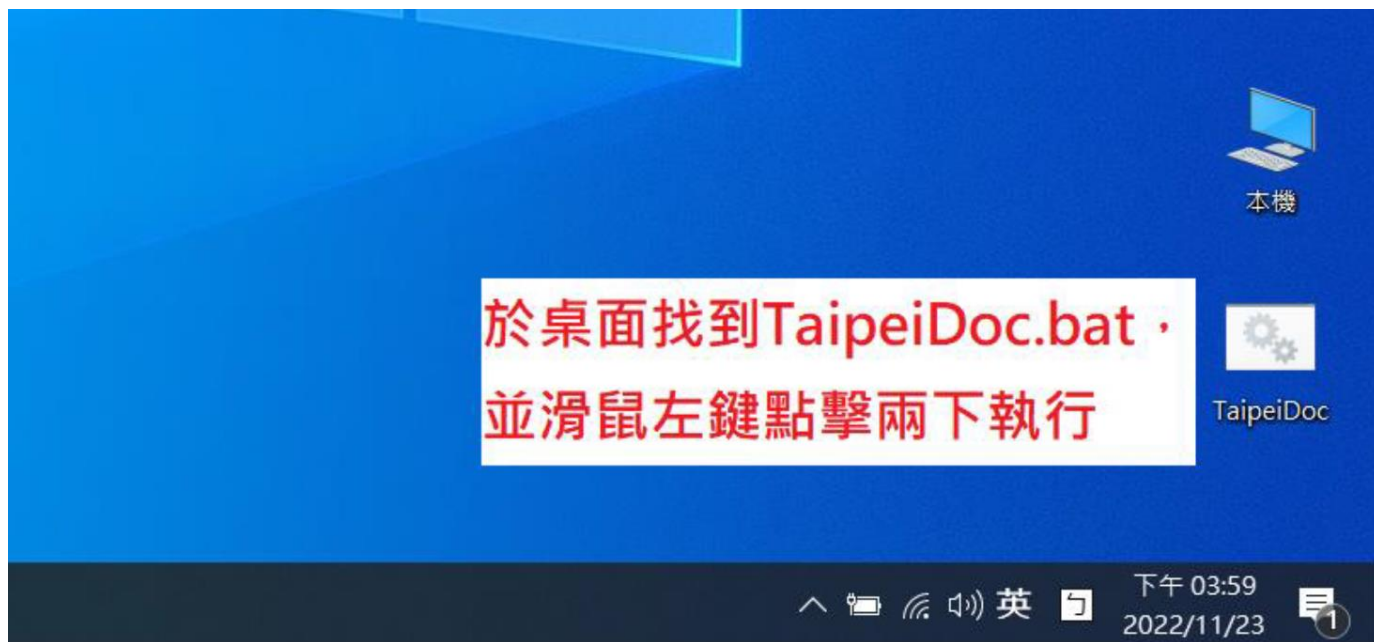 本機
於桌面找到TaipeiDoc.bat，
並滑鼠左鍵點擊兩下執行
TaipeiDoc
英 ㄅ 下午 03:59
2022/11/23
1